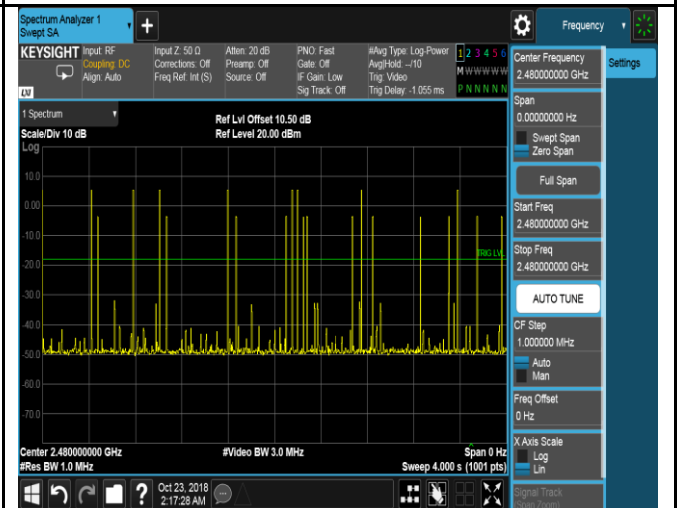 Spectrum Analyzer 1
Swept SA
Frequency
KEYSIGHT
Input: RF
Coupling: DC
Align: Auto
Input Z: 50 Ω
Corrections: Off
Freq Ref: Int (S)
Atten: 20 dB
Preamp: Off
Source: Off
PNO: Fast
Gate: Off
IF Gain: Low
Sig Track: Off
#Avg Type: Log-Power
Avg|Hold: --/10
Trig: Video
Trig Delay: -1.055 ms
1 2 3 4 5 6
M W W W W W
P N N N N N
LXI
1 Spectrum
Scale/Div 10 dB
Log
Ref Lvl Offset 10.50 dB
Ref Level 20.00 dBm
10.0
0.00
-10.0
-20.0
-30.0
-40.0
-50.0
-60.0
-70.0
TRIG LVL
Center 2.480000000 GHz
#Res BW 1.0 MHz
#Video BW 3.0 MHz
Span 0 Hz
Sweep 4.000 s (1001 pts)
Center Frequency
2.480000000 GHz
Settings
Span
0.00000000 Hz
Swept Span
Zero Span
Full Span
Start Freq
2.480000000 GHz
Stop Freq
2.480000000 GHz
AUTO TUNE
CF Step
1.000000 MHz
Auto
Man
Freq Offset
0 Hz
X Axis Scale
Log
Lin
Signal Track
(Span Zoom)
?
Oct 23, 2018
2:17:28 AM